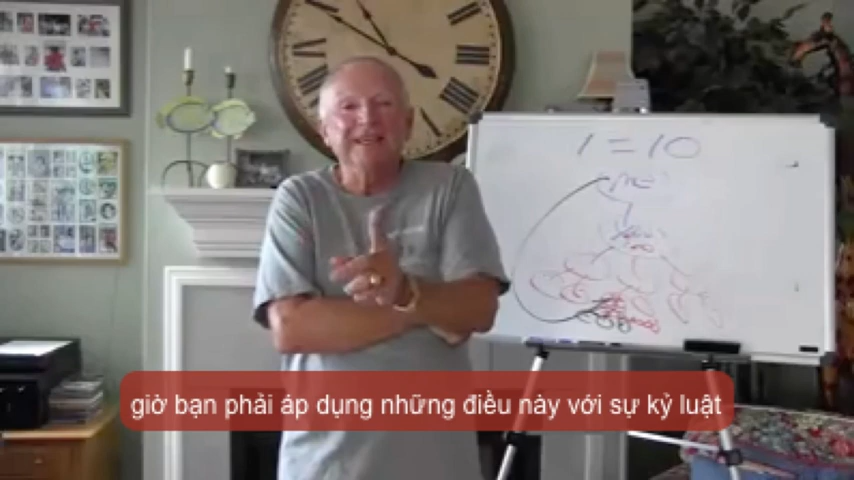 1 = 10
giờ bạn phải áp dụng những điều này với sự kỷ luật